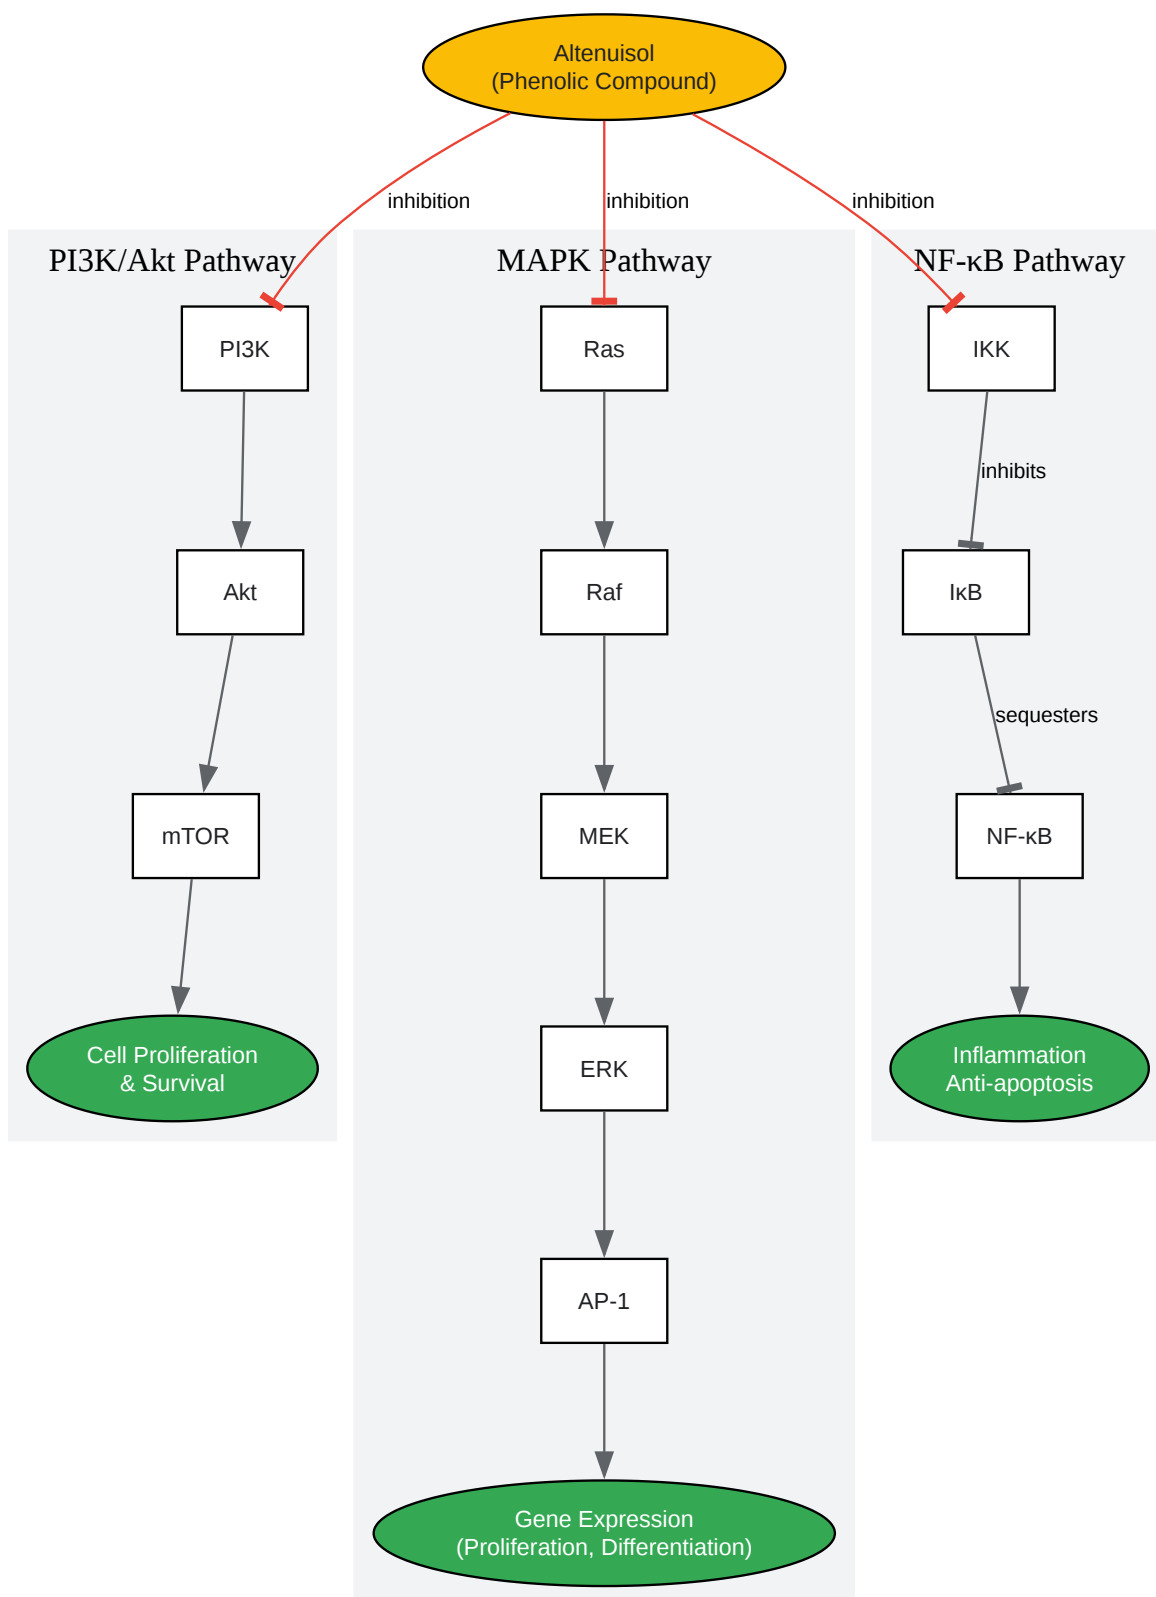 Altenuisol
(Phenolic Compound)
inhibition
inhibition
inhibition
PI3K/Akt Pathway
PI3K
Akt
mTOR
Cell Proliferation
& Survival
MAPK Pathway
Ras
Raf
MEK
ERK
AP-1
Gene Expression
(Proliferation, Differentiation)
NF-κB Pathway
IKK
inhibits
IκB
sequesters
NF-κB
Inflammation
Anti-apoptosis